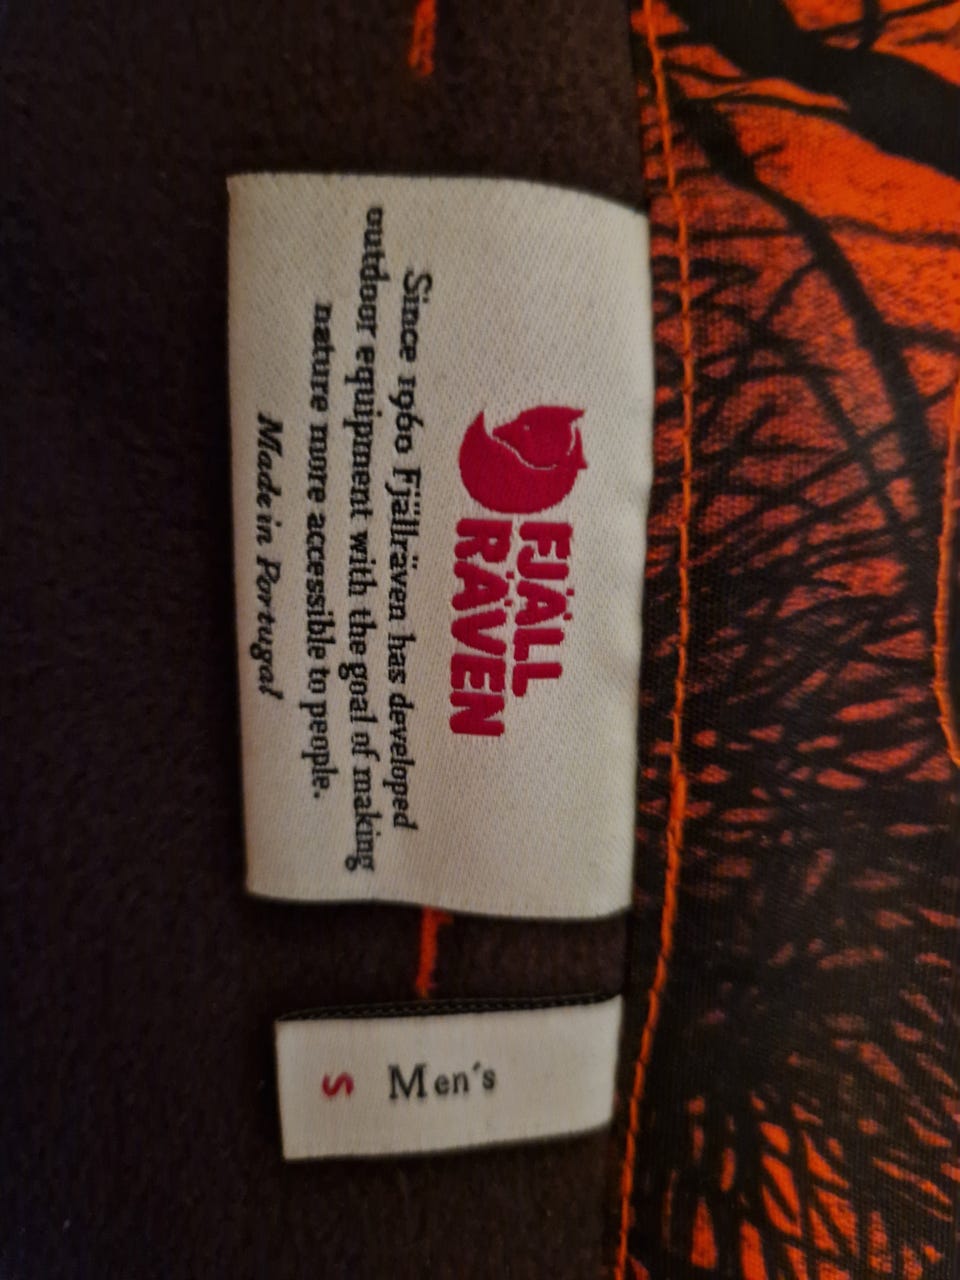 FJÄLL
RÄVEN
Since 1960 Fjällräven has developed
outdoor equipment with the goal of making
nature more accessible to people.
Made in Portugal
Men's
S